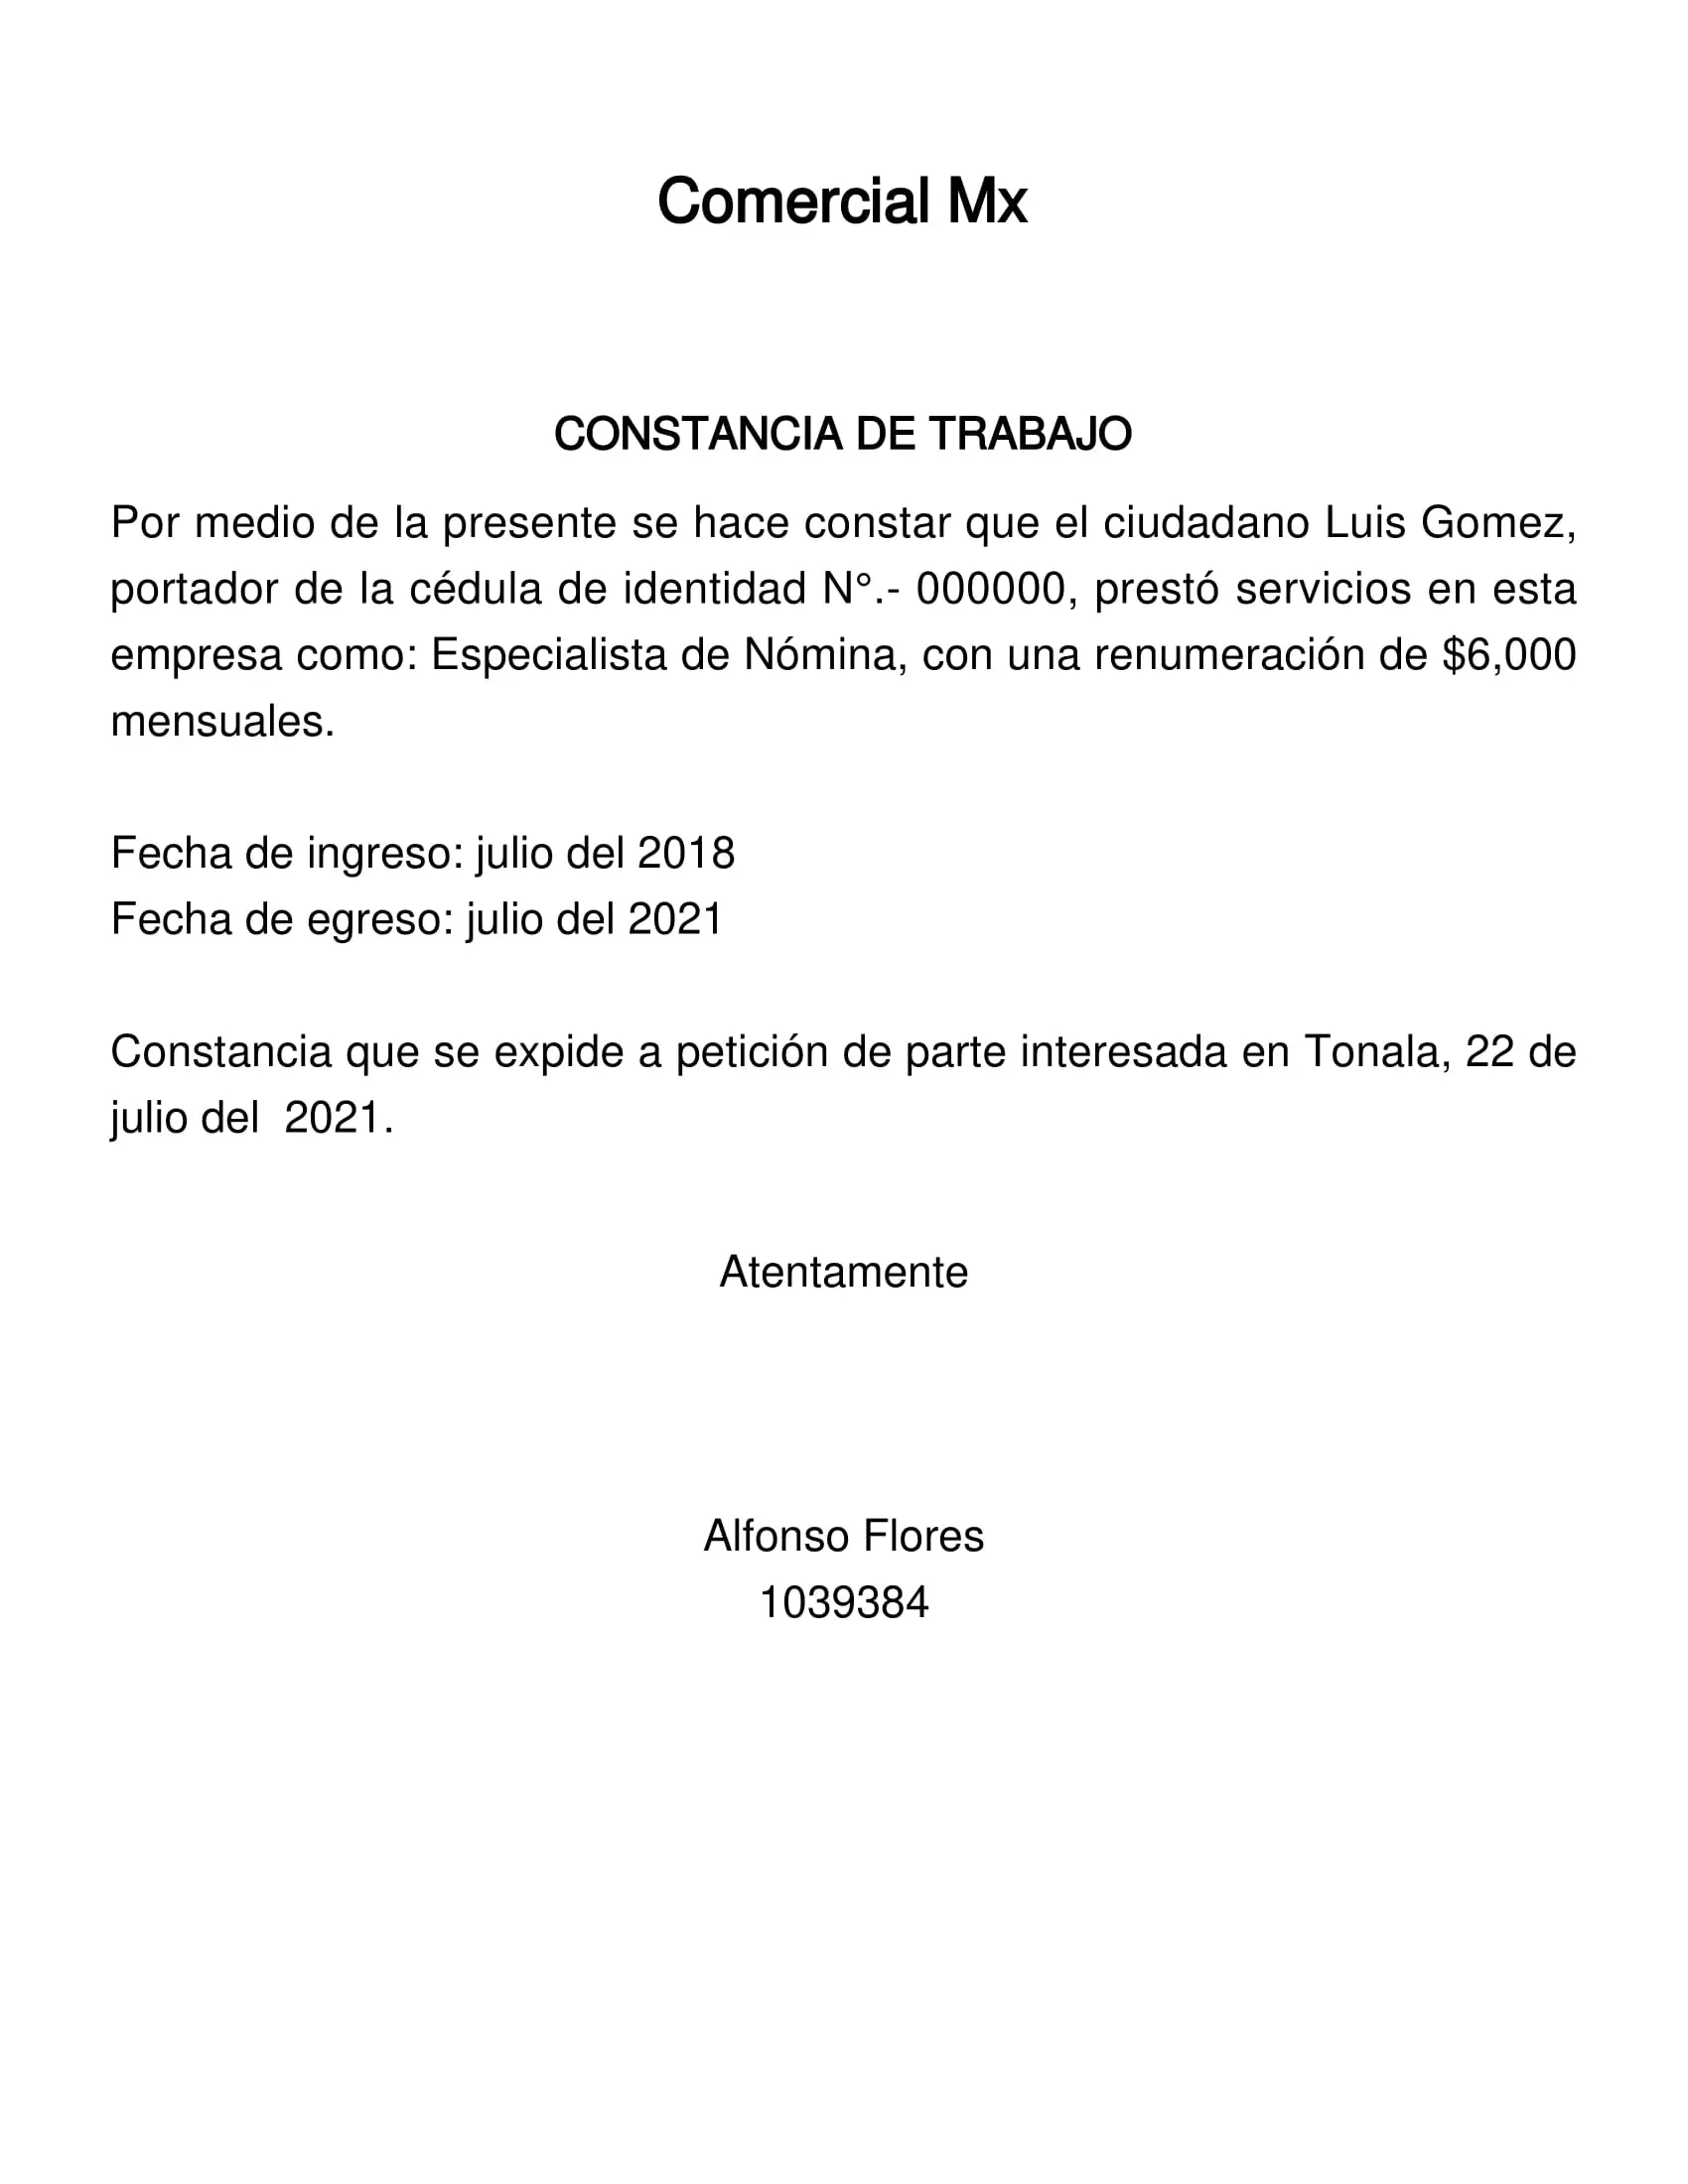 Comercial Mx
CONSTANCIA DE TRABAJO
Por medio de la presente se hace constar que el ciudadano Luis Gomez,
portador de la cédula de identidad N°.- 000000, prestó servicios en esta
empresa como: Especialista de Nómina, con una renumeración de $6,000
mensuales.
Fecha de ingreso: julio del 2018
Fecha de egreso: julio del 2021
Constancia que se expide a petición de parte interesada en Tonala, 22 de
julio del  2021.
Atentamente
Alfonso Flores
1039384